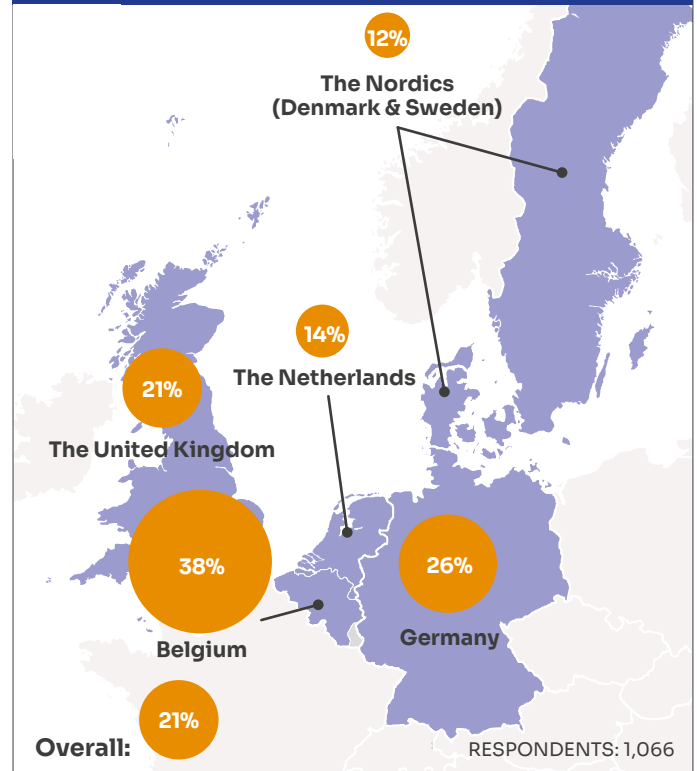 12%
The Nordics
(Denmark & Sweden)
14%
The Netherlands
21%
The United Kingdom
38%
Belgium
26%
Germany
21%
Overall:
RESPONDENTS: 1,066